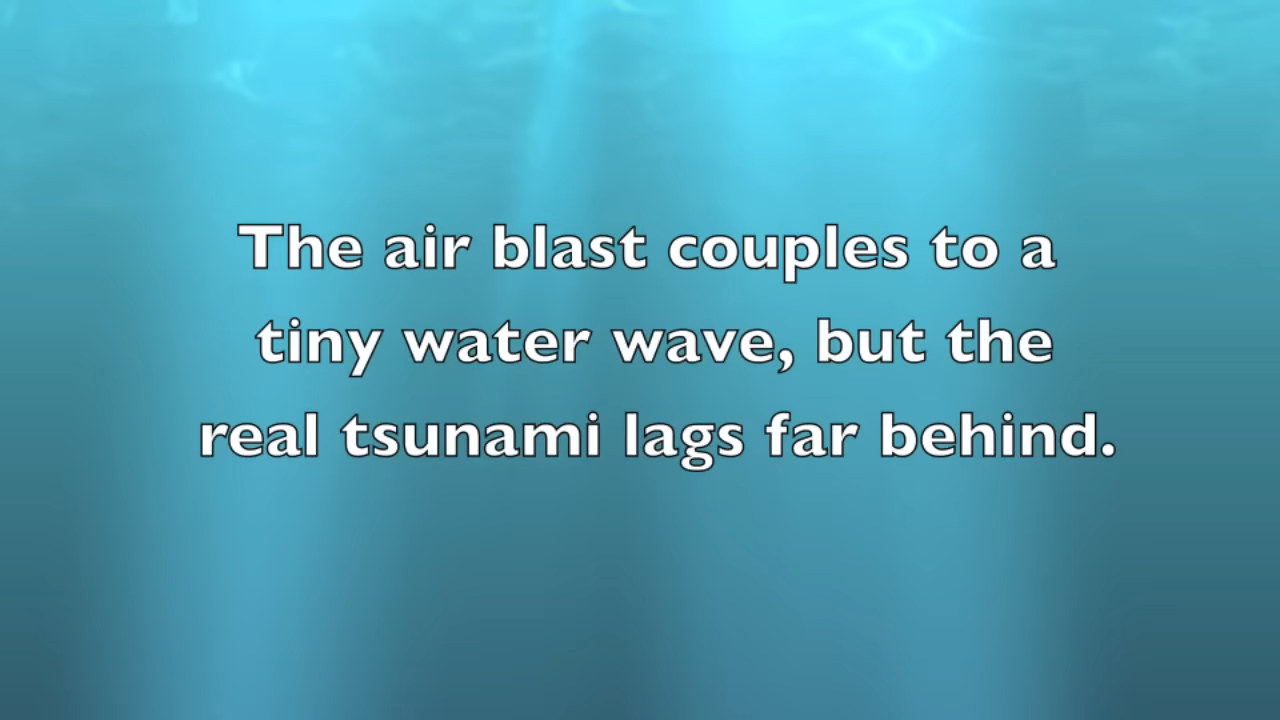 The air blast couples to a
tiny water wave, but the
real tsunami lags far behind.